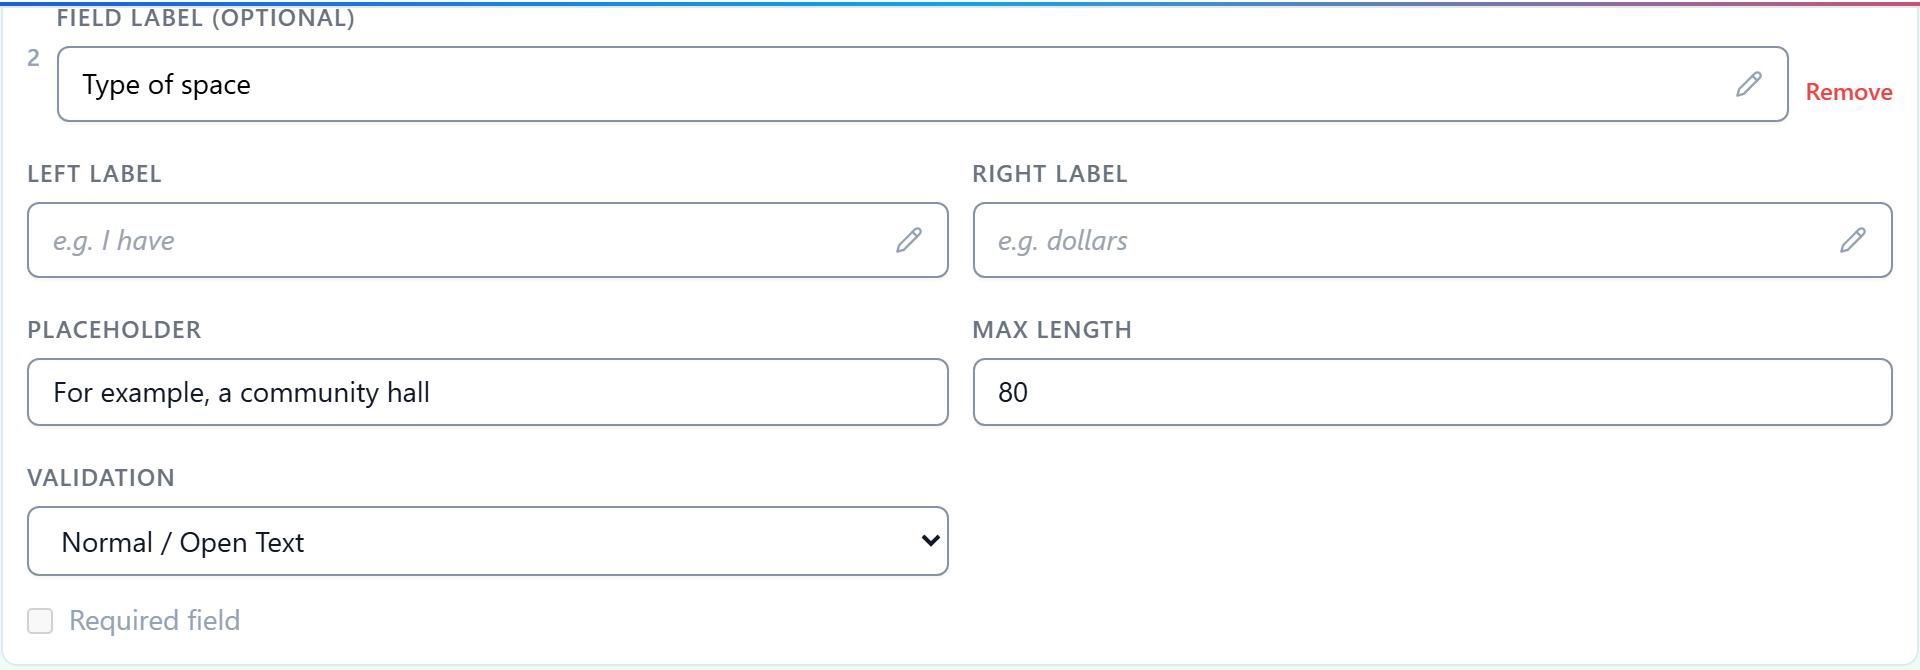 FIELD LABEL (OPTIONAL)
2
Type of space
Remove
LEFT LABEL
RIGHT LABEL
e.g. I have
e.g. dollars
PLACEHOLDER
MAX LENGTH
For example, a community hall
80
VALIDATION
Normal / Open Text
Required field